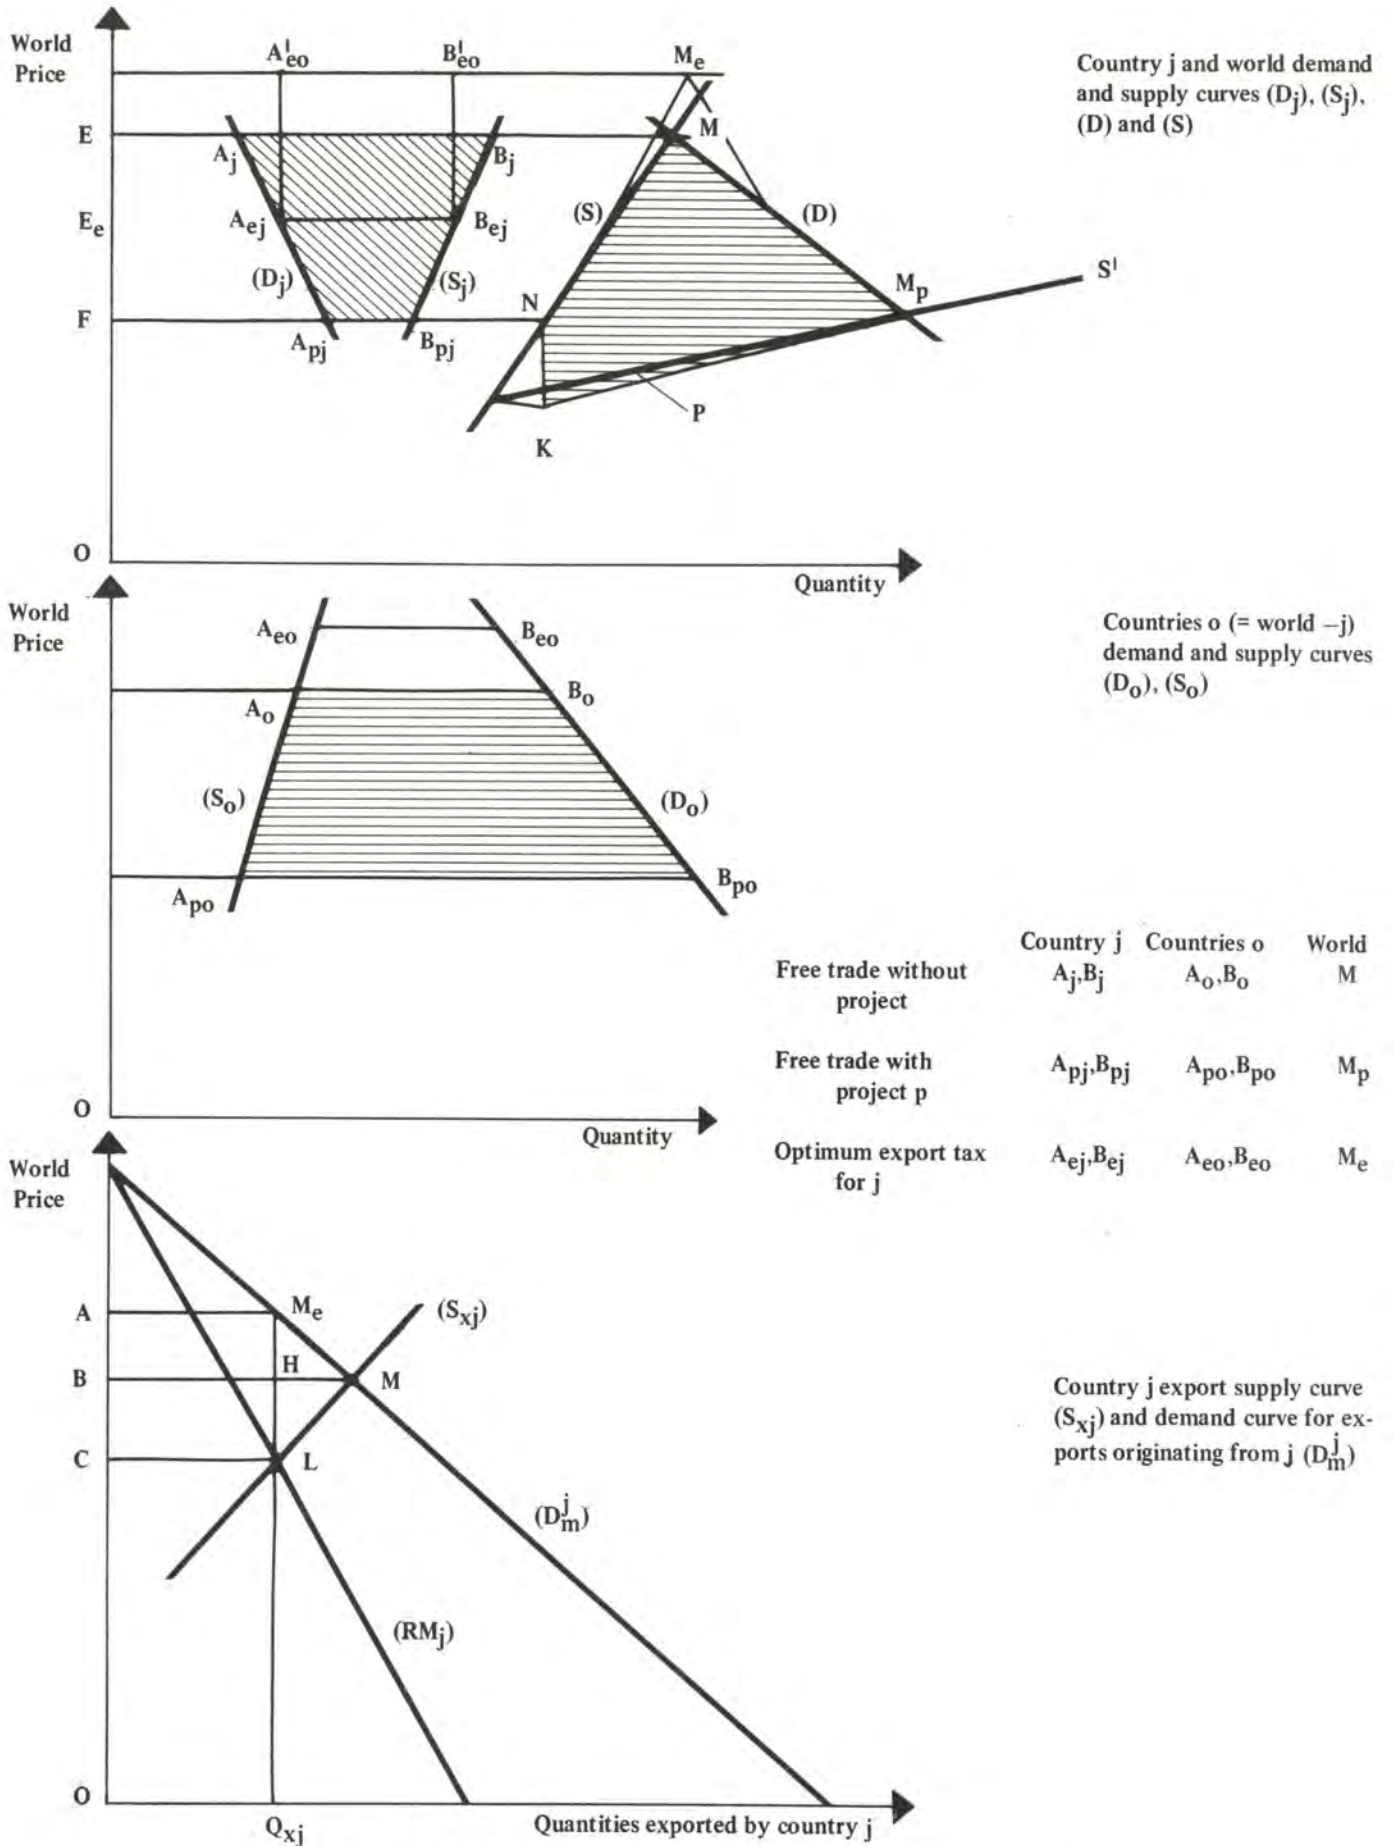 World
Price
A'eo
B'eo
Me
Country j and world demand
and supply curves (Dj), (Sj),
(D) and (S)
E
Aj
Bj
M
Ee
Aej
Bej
(S)
(D)
(Dj)
(Sj)
N
Mp
S'
F
Apj
Bpj
P
K
O
Quantity
World
Price
Aeo
Beo
Countries o (= world –j)
demand and supply curves
(Do), (So)
Ao
Bo
(So)
(Do)
Apo
Bpo
Country j Countries o World
Free trade without Aj,Bj Ao,Bo M
project
Free trade with Apj,Bpj Apo,Bpo Mp
project p
O
Quantity
Optimum export tax Aej,Bej Aeo,Beo Me
for j
World
Price
A
Me
(Sxj)
B
H
M
Country j export supply curve
(Sxj) and demand curve for ex-
ports originating from j (Djm)
C
L
(Djm)
(RMj)
O
Qxj
Quantities exported by country j